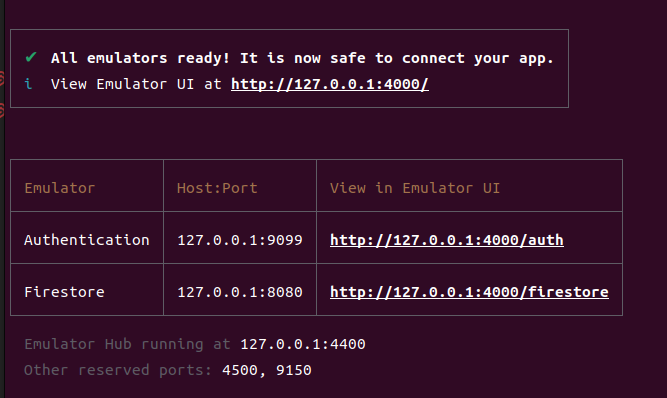 ✔ All emulators ready! It is now safe to connect your app.
i View Emulator UI at http://127.0.0.1:4000/
Emulator Host:Port View in Emulator UI
Authentication 127.0.0.1:9099 http://127.0.0.1:4000/auth
Firestore 127.0.0.1:8080 http://127.0.0.1:4000/firestore
Emulator Hub running at 127.0.0.1:4400
Other reserved ports: 4500, 9150